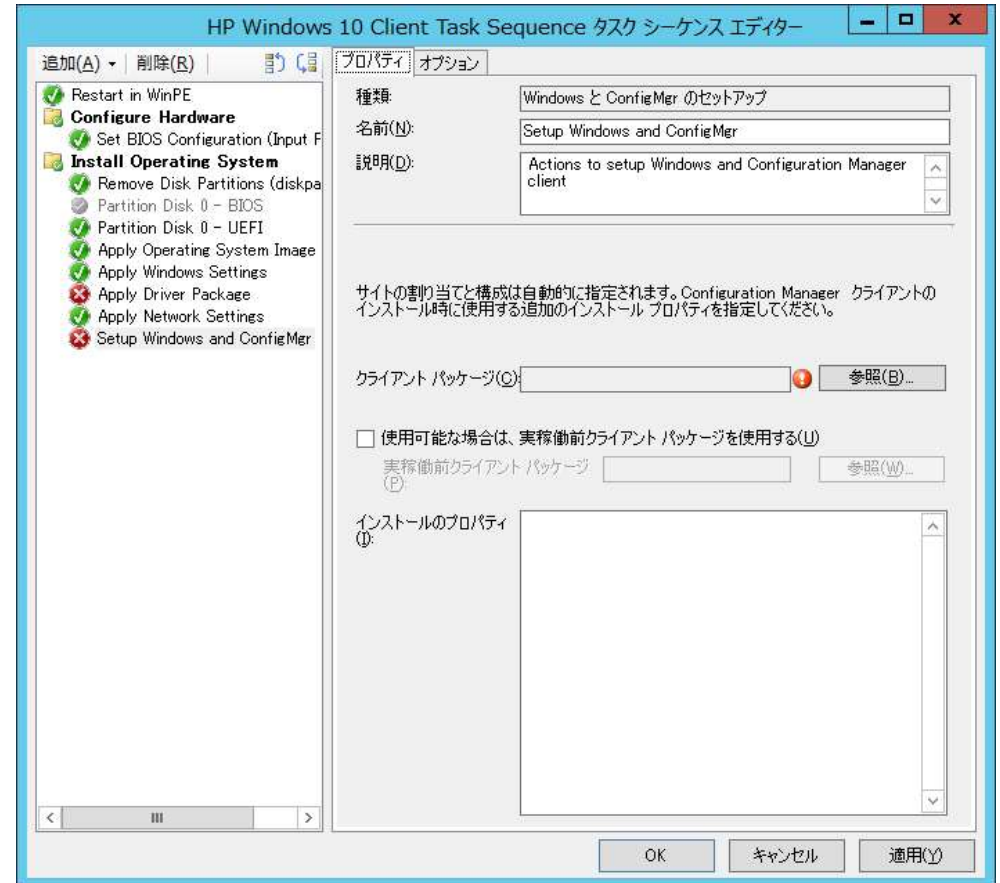 HP Windows 10 Client Task Sequence タスク シーケンス エディター
追加(A) 削除(R)
Restart in WinPE
Configure Hardware
Set BIOS Configuration (Input F
Install Operating System
Remove Disk Partitions (diskpa
Partition Disk 0 - BIOS
Partition Disk 0 - UEFI
Apply Operating System Image
Apply Windows Settings
Apply Driver Package
Apply Network Settings
Setup Windows and ConfigMgr
プロパティ オプション
種類:
Windows と ConfigMgr のセットアップ
名前(N):
Setup Windows and ConfigMgr
説明(D):
Actions to setup Windows and Configuration Manager
client
サイトの割り当てと構成は自動的に指定されます。Configuration Manager クライアントの
インストール時に使用する追加のインストール プロパティを指定してください。
クライアント パッケージ(C):
参照(B)...
使用可能な場合は、実稼働前クライアント パッケージを使用する(U)
実稼働前クライアント パッケージ
(P):
参照(W)...
インストールのプロパティ
(I):
OK キャンセル 適用(Y)